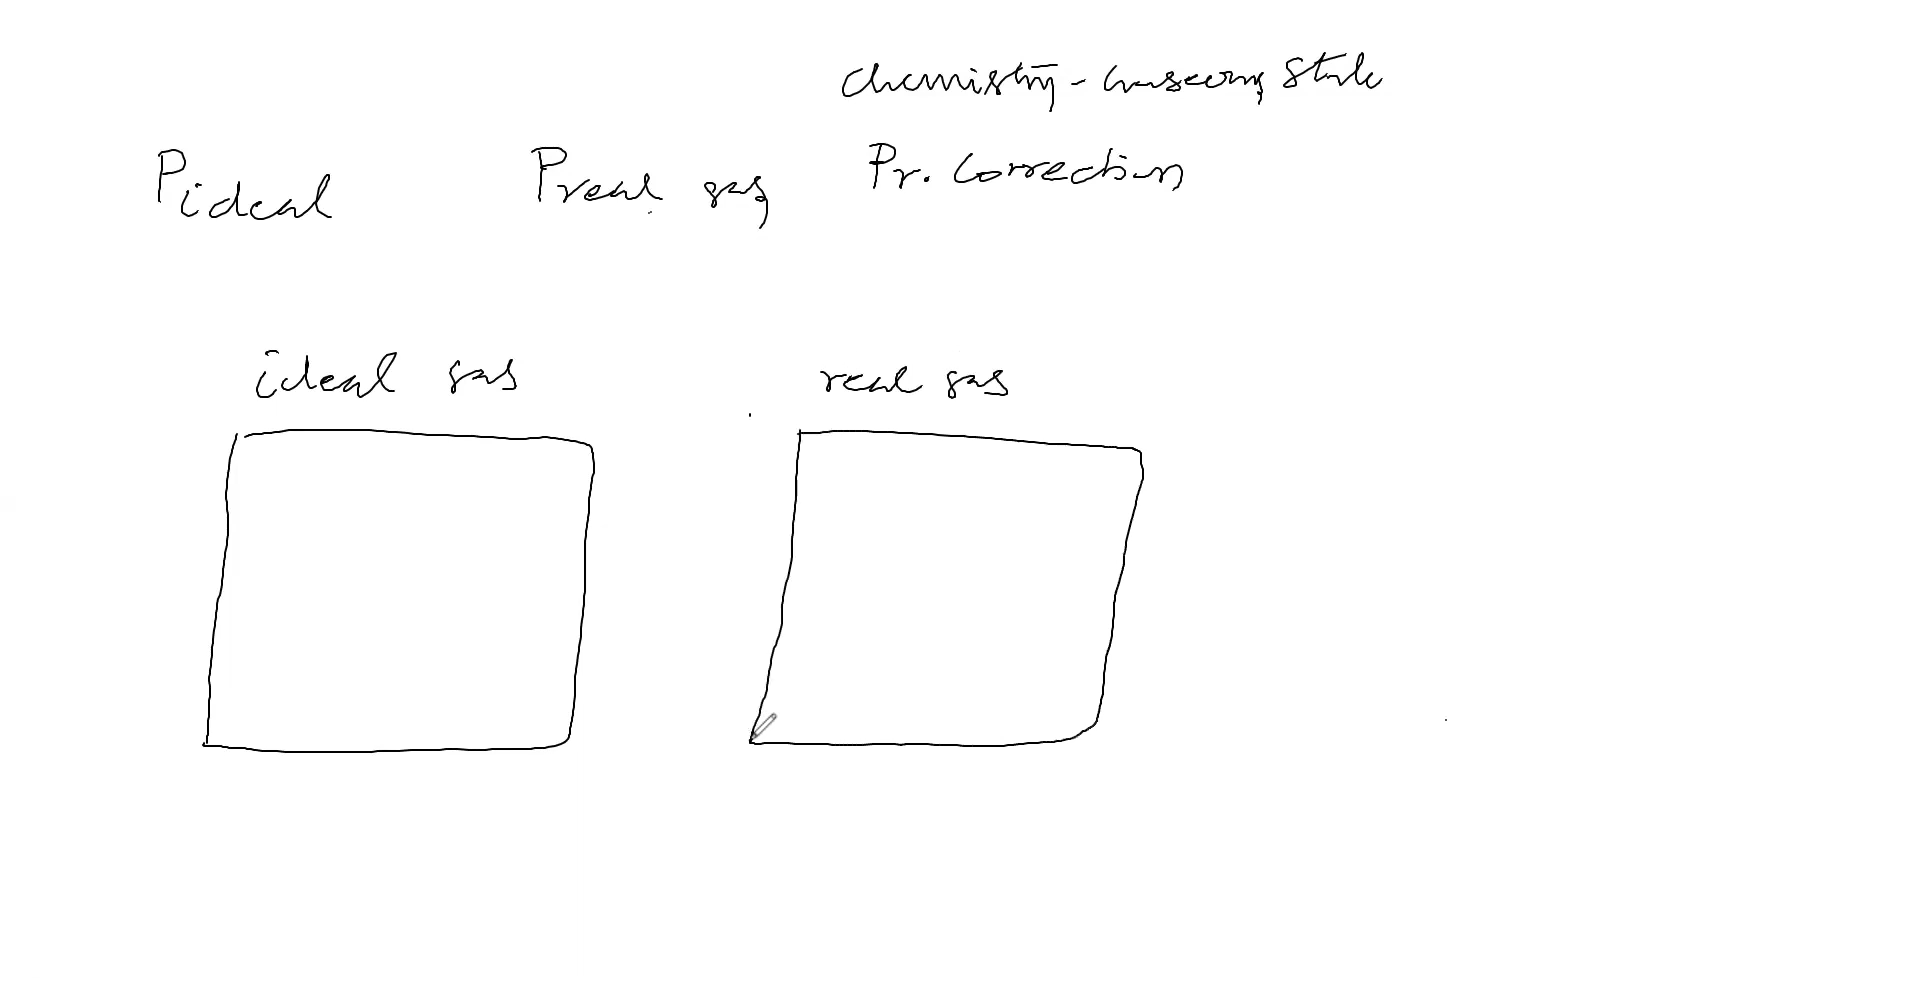 Chemistry - Gaseous State
Pideal Preal gas Pr. Correction
ideal gas real gas